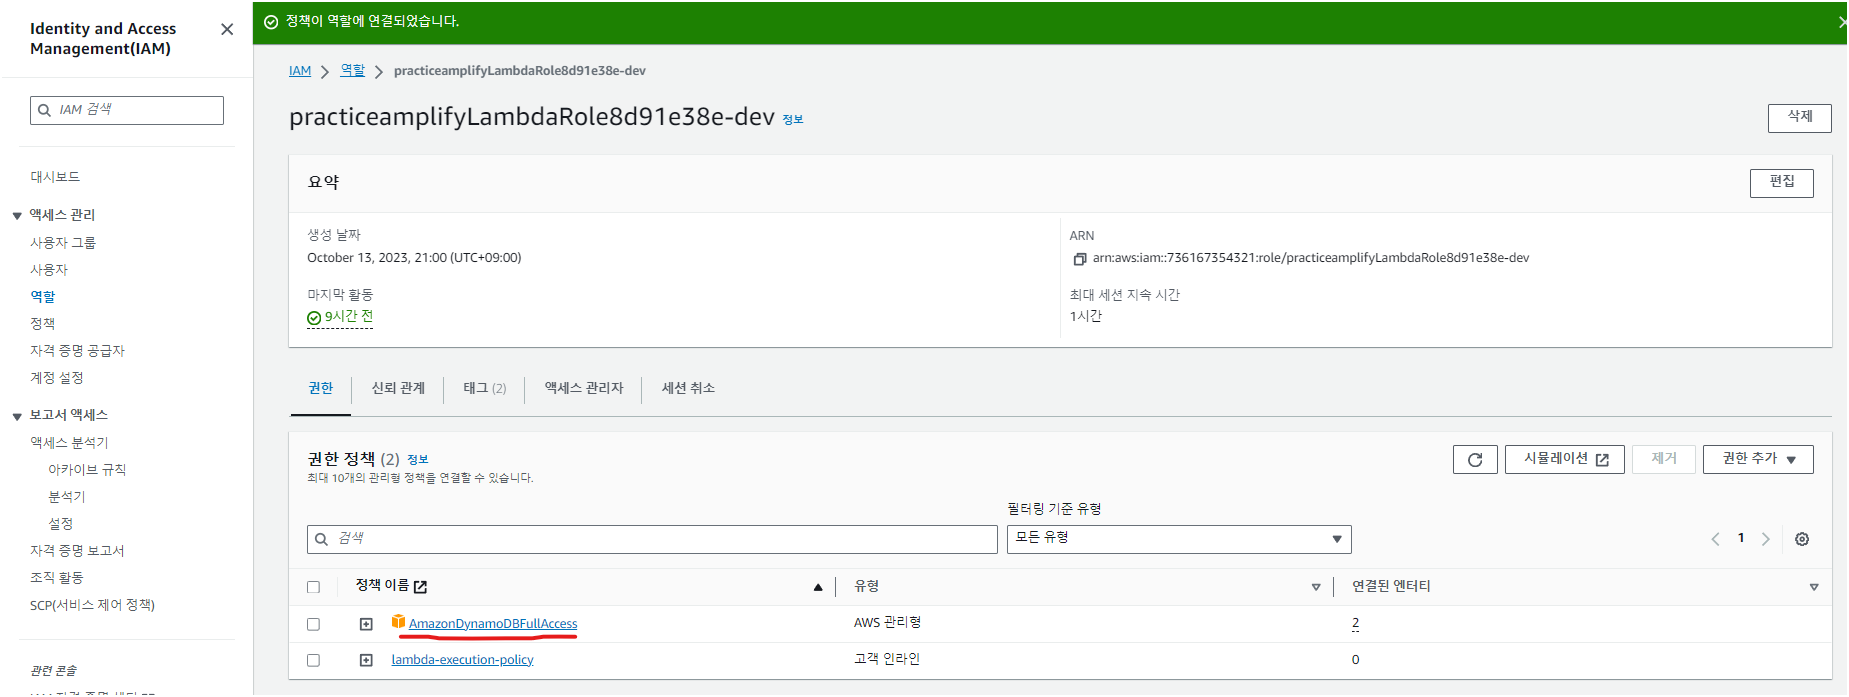 Identity and Access
Management(IAM)
IAM 검색
대시보드
액세스 관리
사용자 그룹
사용자
역할
정책
자격 증명 공급자
계정 설정
보고서 액세스
액세스 분석기
아카이브 규칙
분석기
설정
자격 증명 보고서
조직 활동
SCP(서비스 제어 정책)
관련 콘솔
정책이 역할에 연결되었습니다.
IAM
역할
practiceamplifyLambdaRole8d91e38e-dev
practiceamplifyLambdaRole8d91e38e-dev 정보
삭제
요약
편집
생성 날짜
October 13, 2023, 21:00 (UTC+09:00)
마지막 활동
9시간 전
ARN
arn:aws:iam::736167354321:role/practiceamplifyLambdaRole8d91e38e-dev
최대 세션 지속 시간
1시간
권한
신뢰 관계
태그 (2)
액세스 관리자
세션 취소
권한 정책 (2) 정보
최대 10개의 관리형 정책을 연결할 수 있습니다.
시뮬레이션
제거
권한 추가
필터링 기준 유형
검색
모든 유형
1
정책 이름
유형
연결된 엔터티
AmazonDynamoDBFullAccess
AWS 관리형
2
lambda-execution-policy
고객 인라인
0